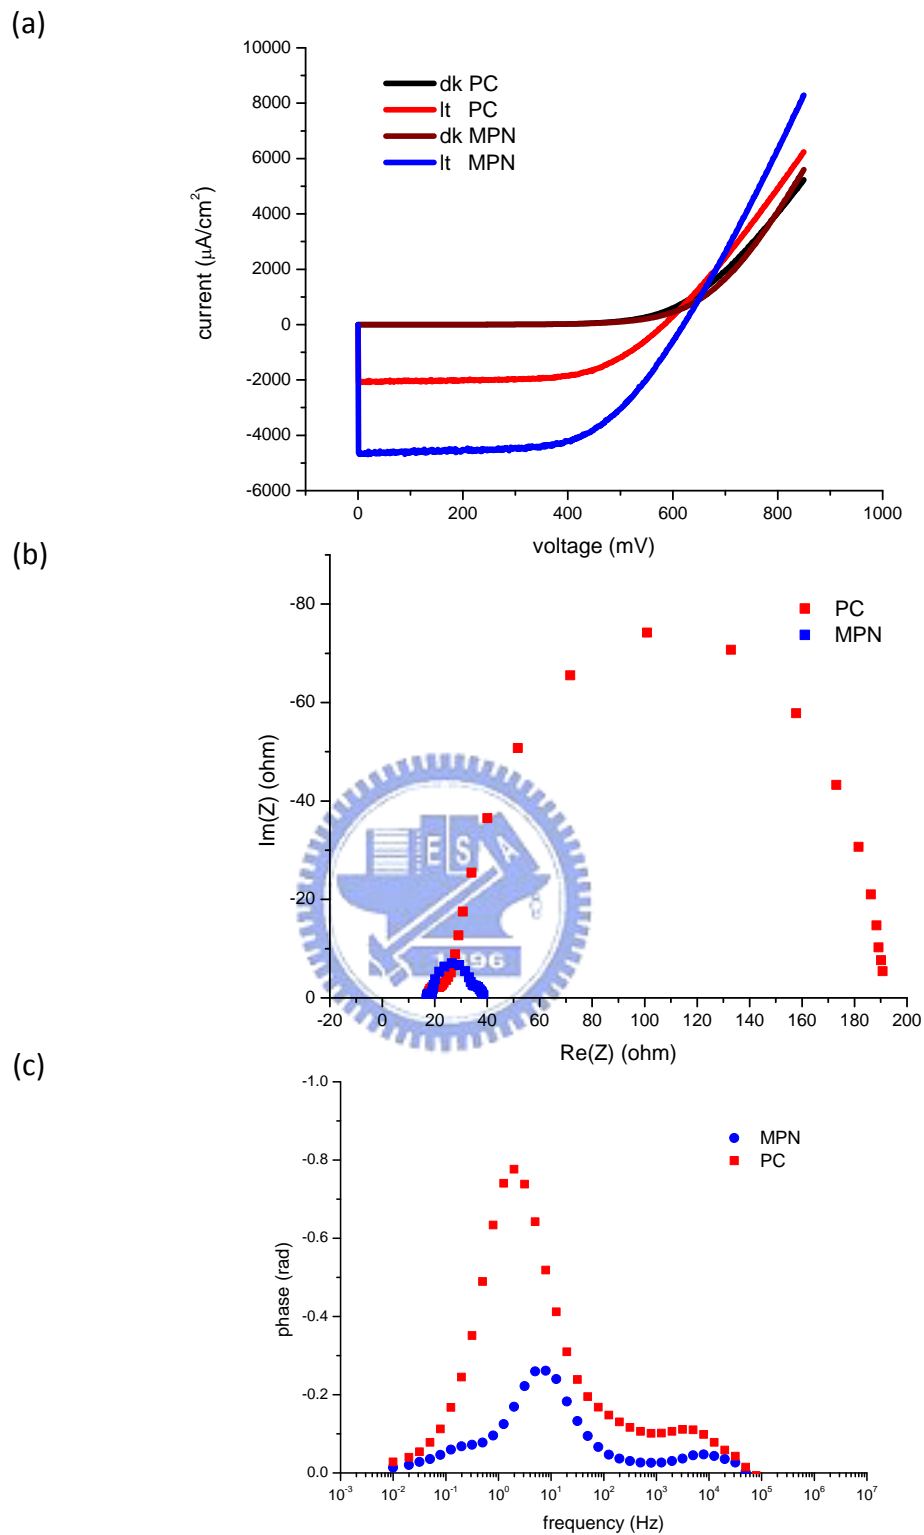 (a)
10000
8000
6000
4000
2000
0
-2000
-4000
-6000
current (μA/cm²)
dk PC
lt PC
dk MPN
lt MPN
0 200 400 600 800 1000
voltage (mV)
(b)
-80
-60
-40
-20
0
Im(Z) (ohm)
PC
MPN
E S A
1896
-20 0 20 40 60 80 100 120 140 160 180 200
Re(Z) (ohm)
(c)
-1.0
-0.8
-0.6
-0.4
-0.2
0.0
phase (rad)
MPN
PC
10⁻³ 10⁻² 10⁻¹ 10⁰ 10¹ 10² 10³ 10⁴ 10⁵ 10⁶ 10⁷
frequency (Hz)